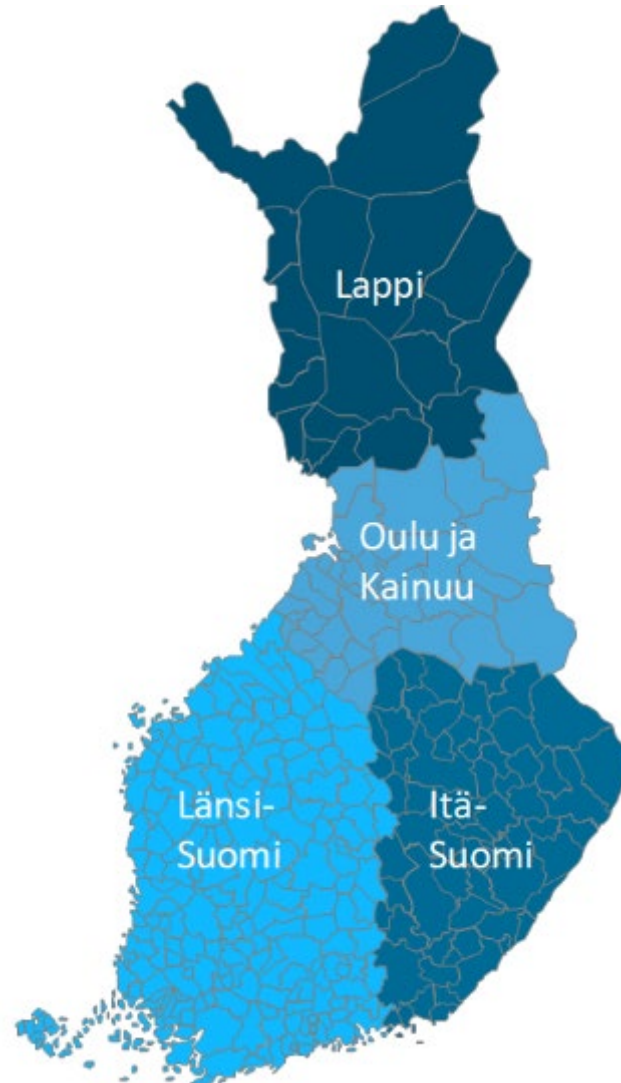 Lappi
Oulu ja
Kainuu
Länsi-
Suomi
Itä-
Suomi